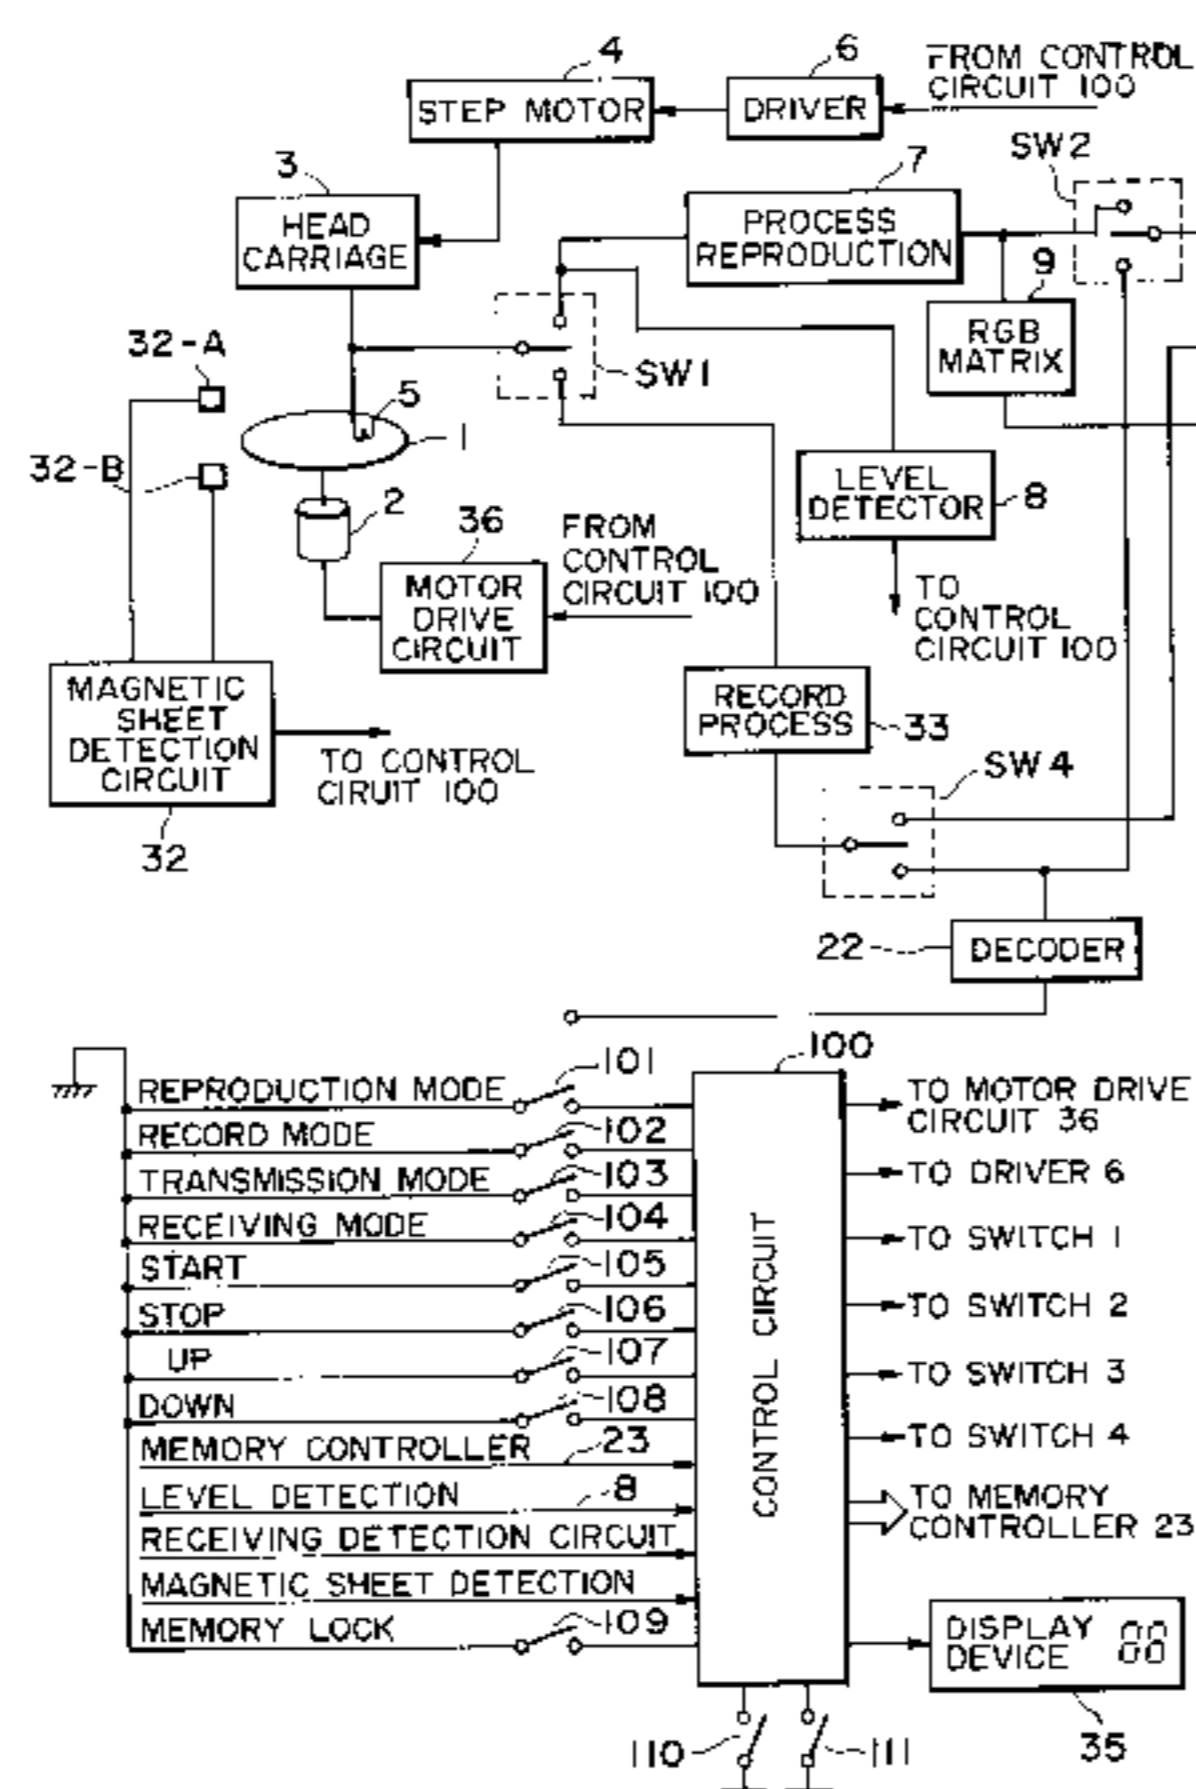 4
6
FROM CONTROL
CIRCUIT 100
STEP MOTOR
DRIVER
SW2
3
7
HEAD
CARRIAGE
PROCESS
REPRODUCTION
9
RGB
MATRIX
32-A
SW1
5
1
32-B
LEVEL
DETECTOR
8
2
36
FROM
CONTROL
CIRCUIT 100
MOTOR
DRIVE
CIRCUIT
TO
CONTROL
CIRCUIT 100
MAGNETIC
SHEET
DETECTION
CIRCUIT
RECORD
PROCESS
33
TO CONTROL
CIRUIT 100
SW4
32
22
DECODER
100
REPRODUCTION MODE
101
RECORD MODE
102
TRANSMISSION MODE
103
RECEIVING MODE
104
START
105
STOP
106
UP
107
DOWN
108
MEMORY CONTROLLER
23
LEVEL DETECTION
8
RECEIVING DETECTION CIRCUIT
MAGNETIC SHEET DETECTION
MEMORY LOCK
109
CONTROL CIRCUIT
TO MOTOR DRIVE
CIRCUIT 36
TO DRIVER 6
TO SWITCH 1
TO SWITCH 2
TO SWITCH 3
TO SWITCH 4
TO MEMORY
CONTROLLER 23
DISPLAY
DEVICE
00
35
110
111